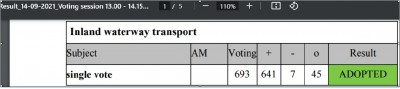 Result_14-09-2021_Voting session 13.00 - 14.15... 1 / 5 — 110% +
Inland waterway transport
Subject AM Voting + - o Result
single vote 693 641 7 45 ADOPTED